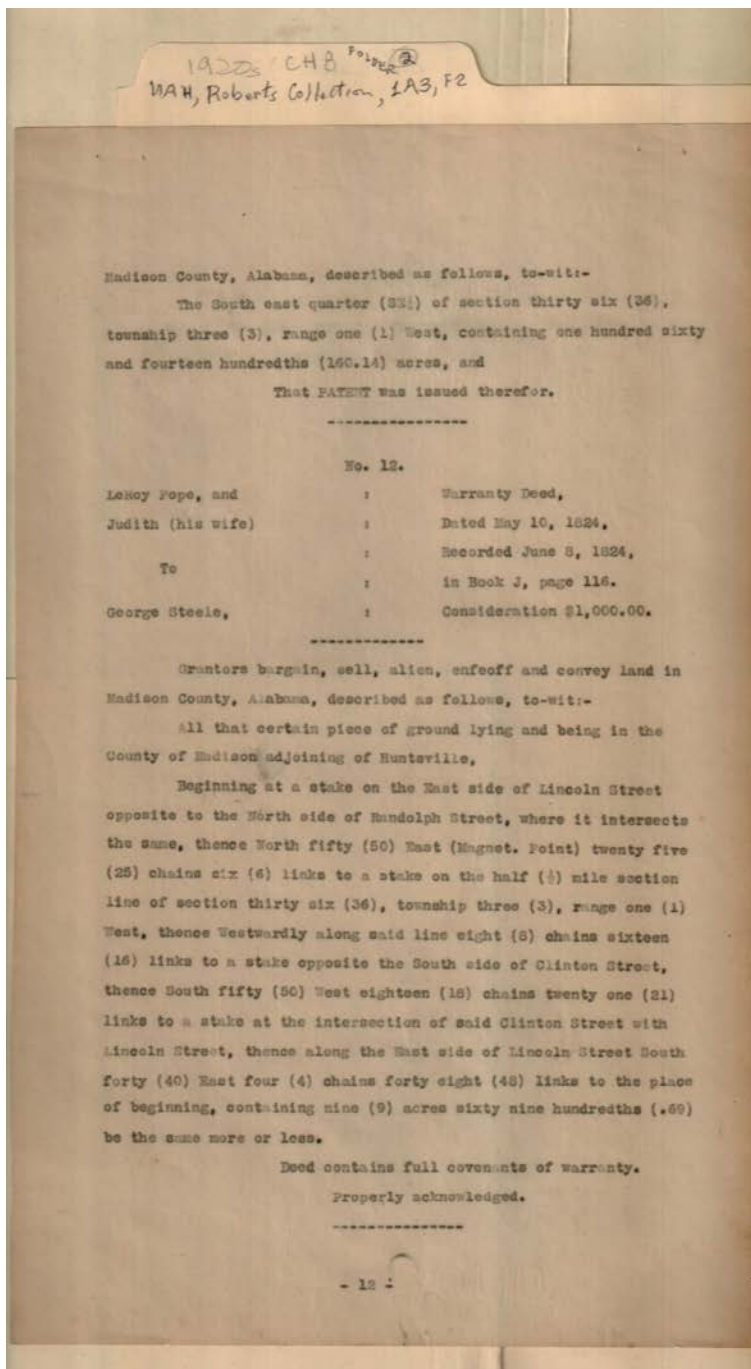 1920s CH8 FOLDER 2
UAH, Roberts Collection, 1A3, F2
Madison County, Alabama, described as follows, to-wit:-
The South east quarter (SE¼) of section thirty six (36),
township three (3), range one (1) West, containing one hundred sixty
and fourteen hundredths (160.14) acres, and
That PATENT was issued therefor.
----------------
No. 12.
LeRoy Pope, and : Warranty Deed,
Judith (his wife) : Dated May 10, 1824,
: Recorded June 8, 1824,
To
: in Book J, page 116.
George Steele, : Consideration $1,000.00.
-------------
Grantors bargain, sell, alien, enfeoff and convey land in
Madison County, Alabama, described as follows, to-wit:-
All that certain piece of ground lying and being in the
County of Madison adjoining of Huntsville,
Beginning at a stake on the East side of Lincoln Street
opposite to the North side of Randolph Street, where it intersects
the same, thence North fifty (50) East (Magnet. Point) twenty five
(25) chains six (6) links to a stake on the half (½) mile section
line of section thirty six (36), township three (3), range one (1)
West, thence Westwardly along said line eight (8) chains sixteen
(16) links to a stake opposite the South side of Clinton Street,
thence South fifty (50) West eighteen (18) chains twenty one (21)
links to a stake at the intersection of said Clinton Street with
Lincoln Street, thence along the East side of Lincoln Street South
forty (40) East four (4) chains forty eight (48) links to the place
of beginning, containing nine (9) acres sixty nine hundredths (.69)
be the same more or less.
Deed contains full covenants of warranty.
Properly acknowledged.
---------------
- 12 -